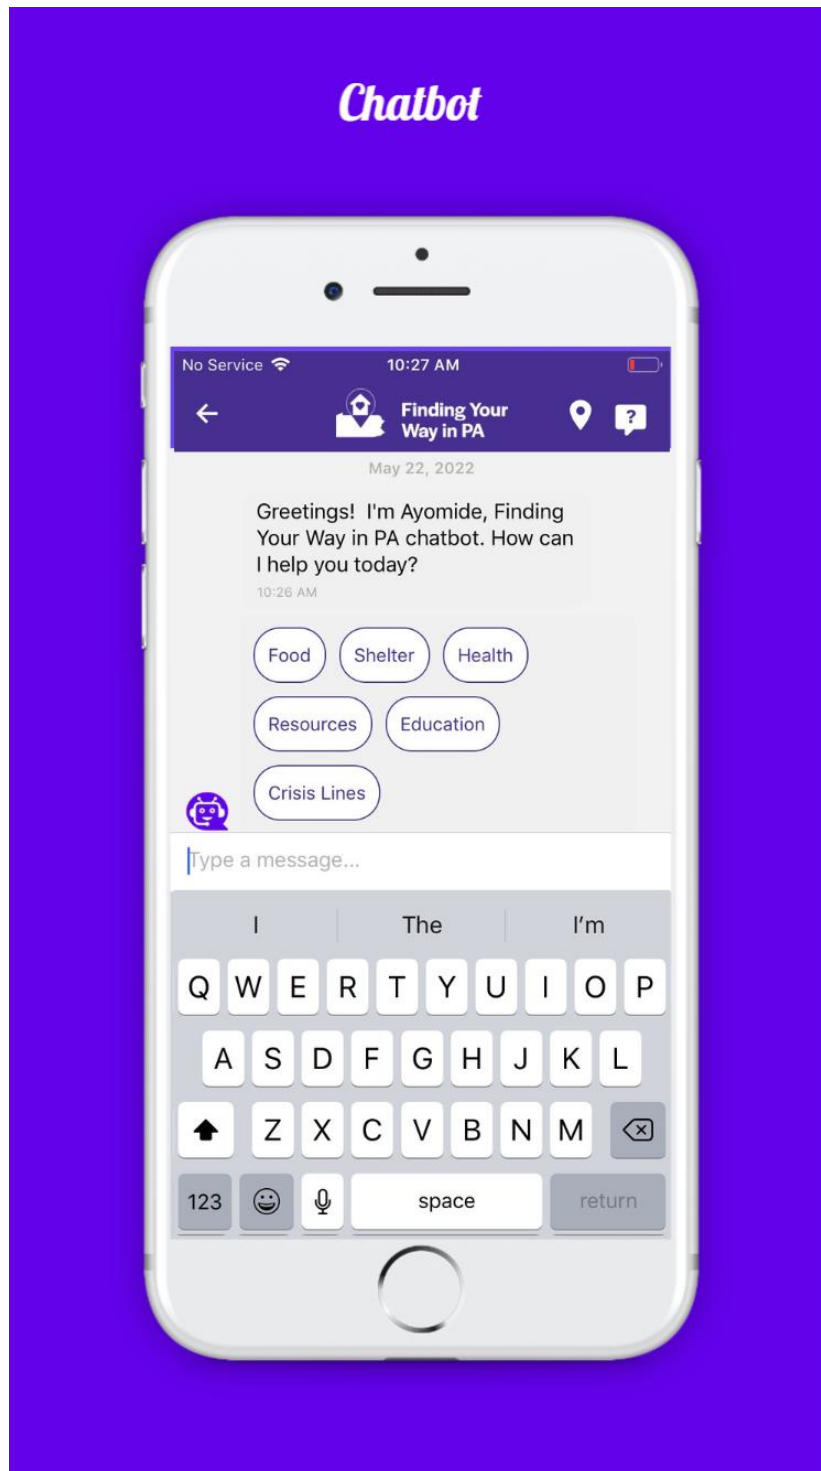 Chatbot
No Service 10:27 AM
Finding Your
Way in PA
?
May 22, 2022
Greetings!  I'm Ayomide, Finding
Your Way in PA chatbot. How can
I help you today?
10:26 AM
Food Shelter Health
Resources Education
Crisis Lines
Type a message...
I The I'm
Q W E R T Y U I O P
A S D F G H J K L
Z X C V B N M
123 space return